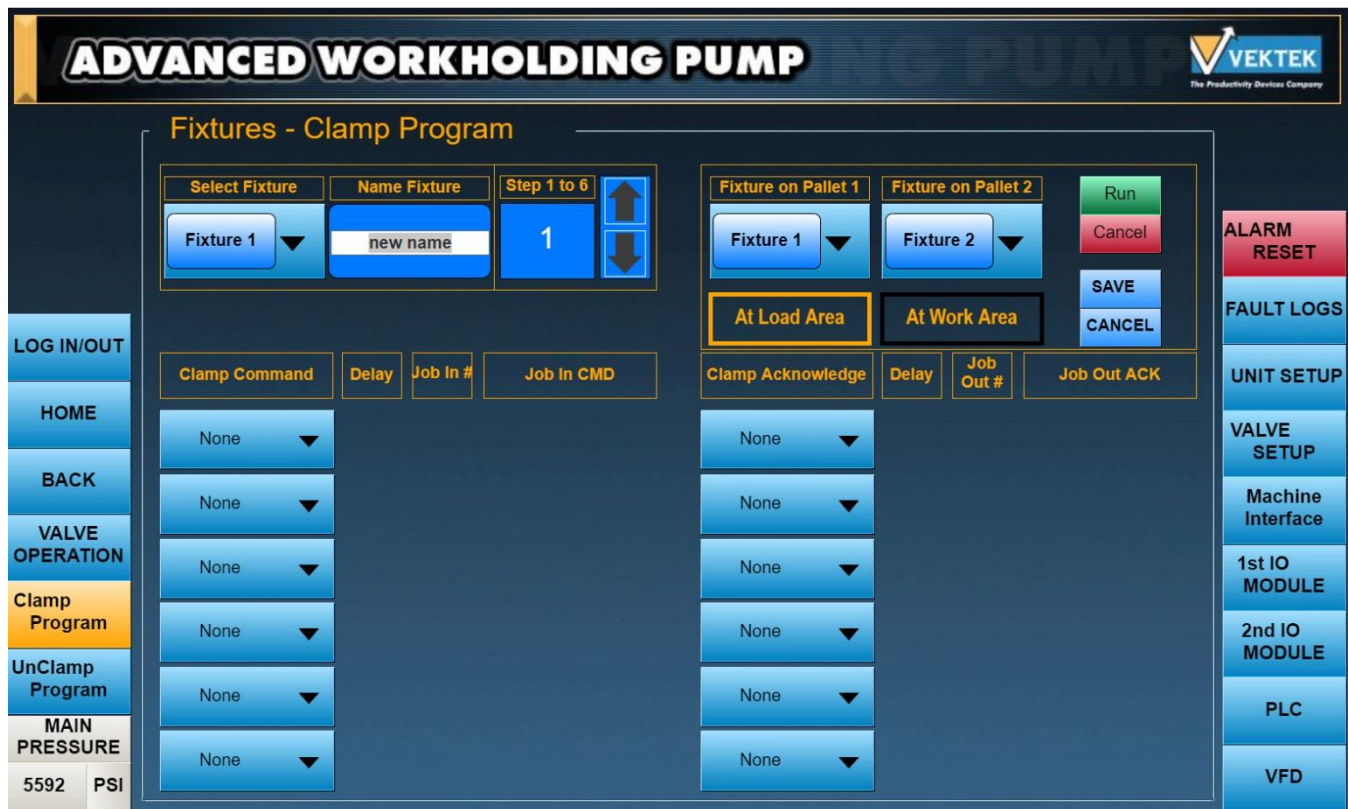 ADVANCED WORKHOLDING PUMP
VEKTEK
The Productivity Devices Company
Fixtures - Clamp Program
Select Fixture
Name Fixture
Step 1 to 6
Fixture 1
new name
1
Fixture on Pallet 1
Fixture on Pallet 2
Run
Cancel
Fixture 1
Fixture 2
SAVE
CANCEL
At Load Area
At Work Area
Clamp Command
Delay
Job In #
Job In CMD
Clamp Acknowledge
Delay
Job
Out #
Job Out ACK
None
None
None
None
None
None
None
None
None
None
None
None
LOG IN/OUT
HOME
BACK
VALVE
OPERATION
Clamp
Program
UnClamp
Program
MAIN
PRESSURE
5592 PSI
ALARM
RESET
FAULT LOGS
UNIT SETUP
VALVE
SETUP
Machine
Interface
1st IO
MODULE
2nd IO
MODULE
PLC
VFD